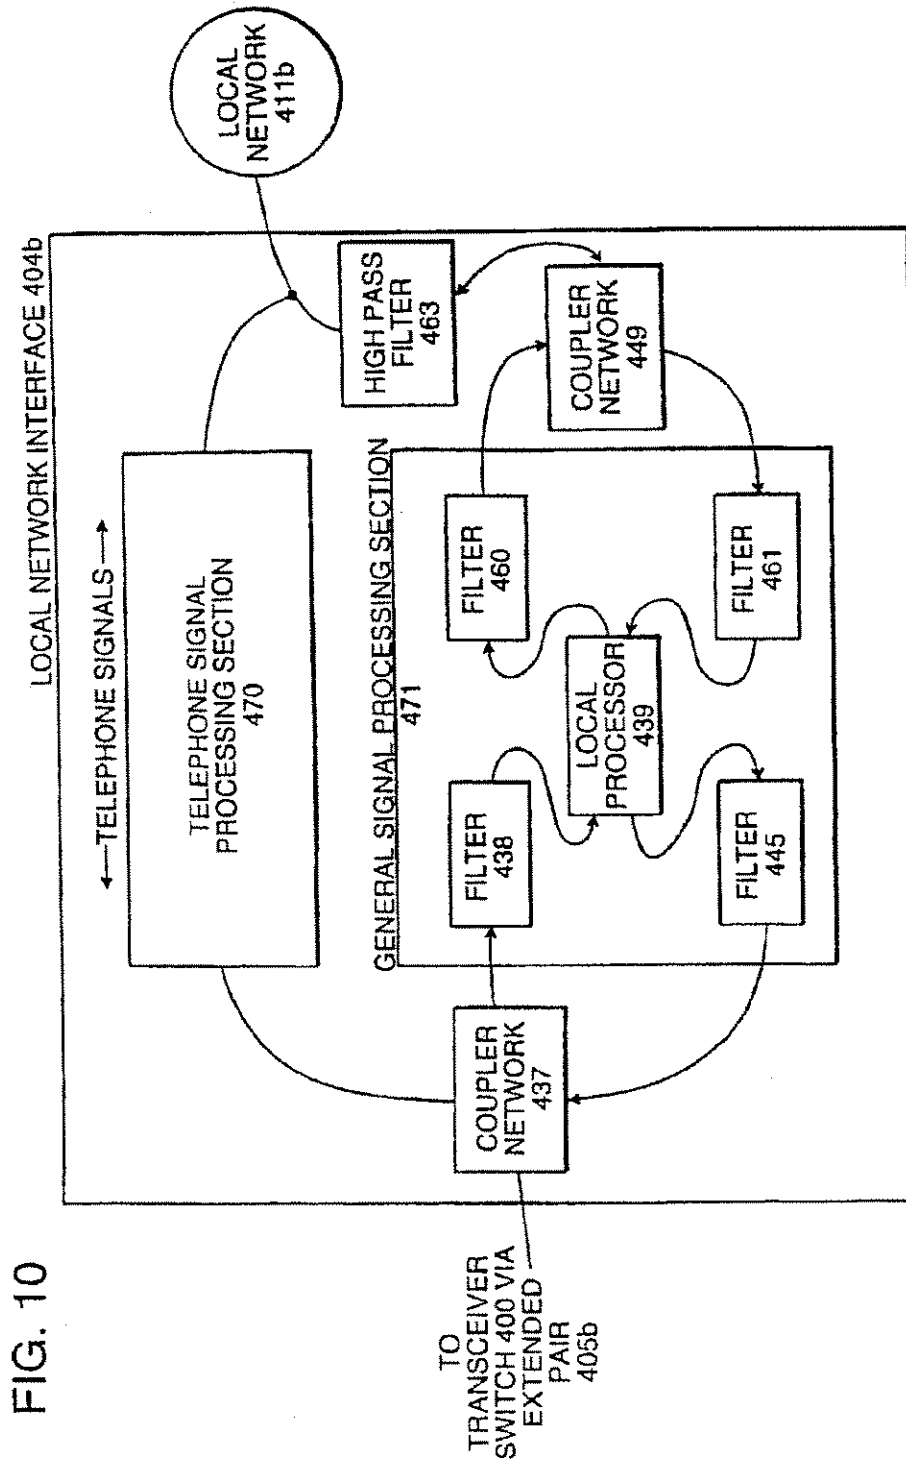 FIG. 10
LOCAL NETWORK INTERFACE 404b
TELEPHONE SIGNALS
TELEPHONE SIGNAL
PROCESSING SECTION
470
LOCAL
NETWORK
411b
HIGH PASS
FILTER
463
GENERAL SIGNAL PROCESSING SECTION
471
FILTER
438
FILTER
460
LOCAL
PROCESSOR
439
FILTER
445
FILTER
461
COUPLER
NETWORK
449
COUPLER
NETWORK
437
TO
TRANSCEIVER
SWITCH 400 VIA
EXTENDED
PAIR
405b